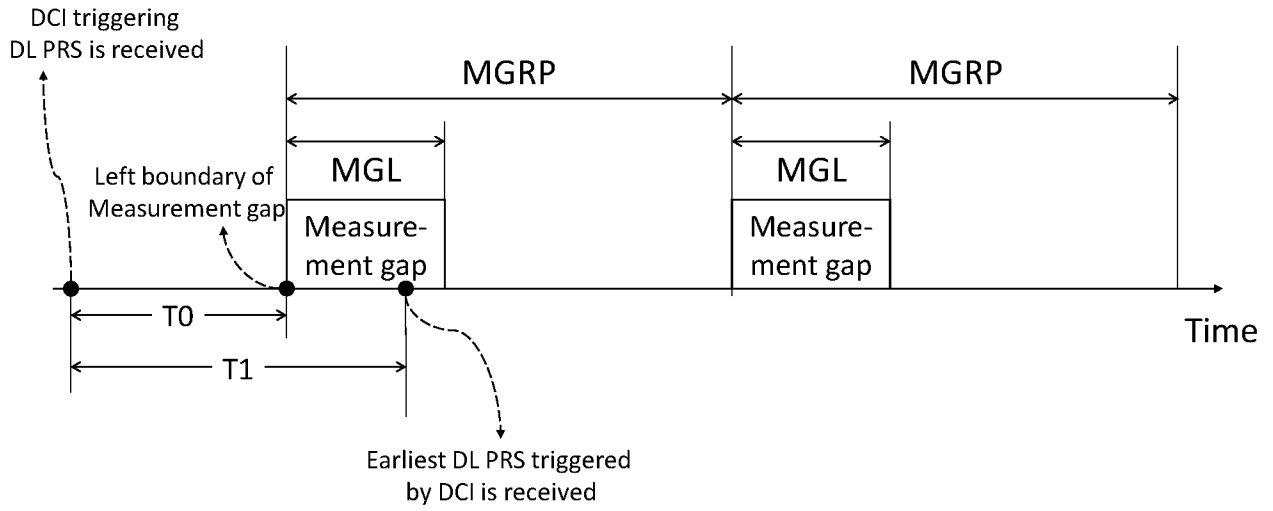 DCI triggering
DL PRS is received
MGRP
MGRP
MGL
MGL
Left boundary of
Measurement gap
Measure-
ment gap
Measure-
ment gap
T0
Time
T1
Earliest DL PRS triggered
by DCI is received